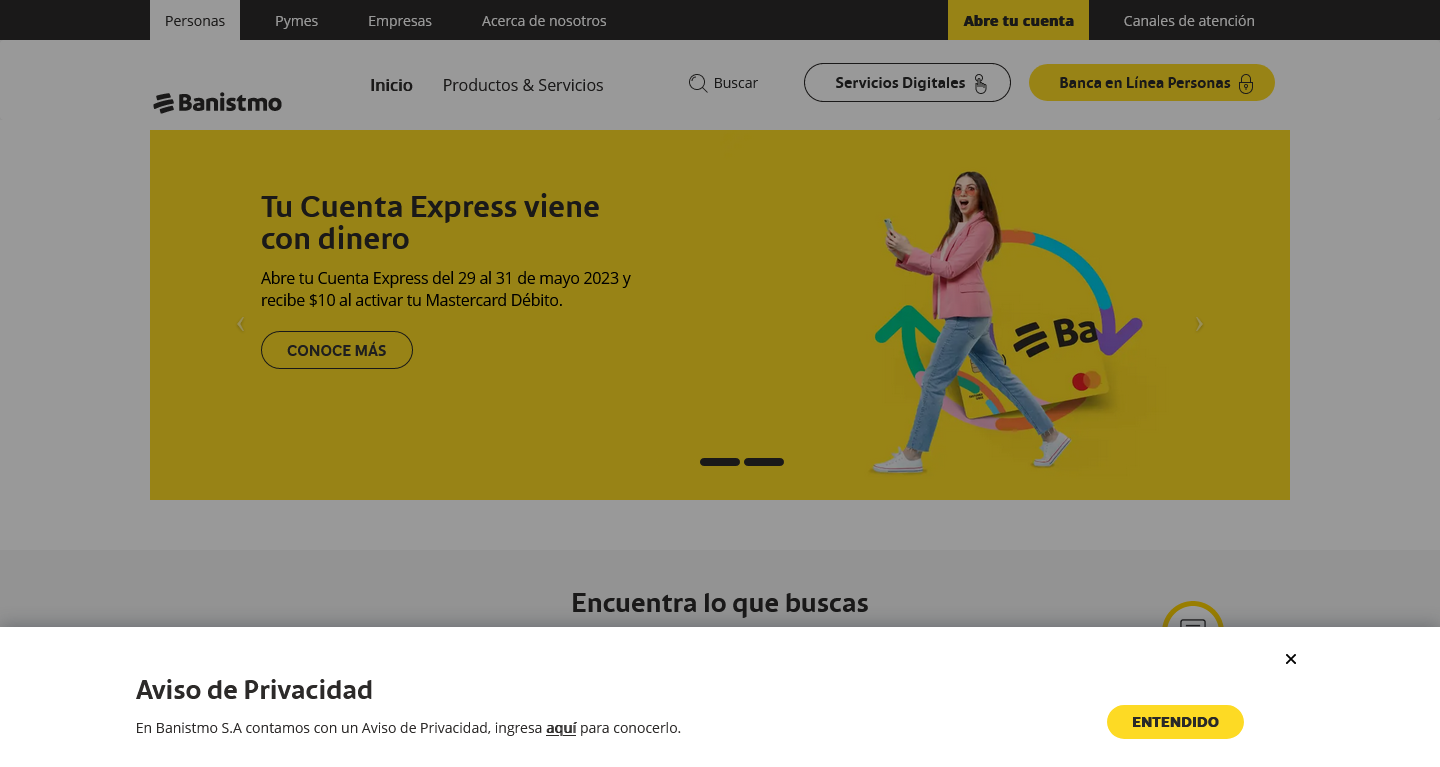 Personas Pymes Empresas Acerca de nosotros Abre tu cuenta Canales de atención
Banistmo Inicio Productos & Servicios Buscar Servicios Digitales Banca en Línea Personas
Tu Cuenta Express viene
con dinero
Abre tu Cuenta Express del 29 al 31 de mayo 2023 y
recibe $10 al activar tu Mastercard Débito.
CONOCE MÁS
Ba
Encuentra lo que buscas
Aviso de Privacidad
En Banistmo S.A contamos con un Aviso de Privacidad, ingresa aquí para conocerlo.
ENTENDIDO